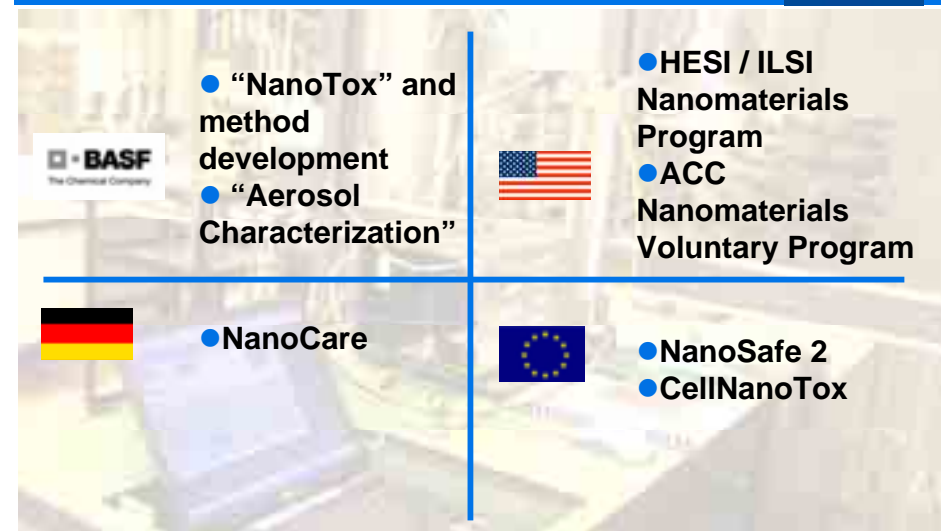 ● “NanoTox” and
method
development
● “Aerosol
Characterization”
BASF
The Chemical Company
●HESI / ILSI
Nanomaterials
Program
●ACC
Nanomaterials
Voluntary Program
●NanoCare
●NanoSafe 2
●CellNanoTox